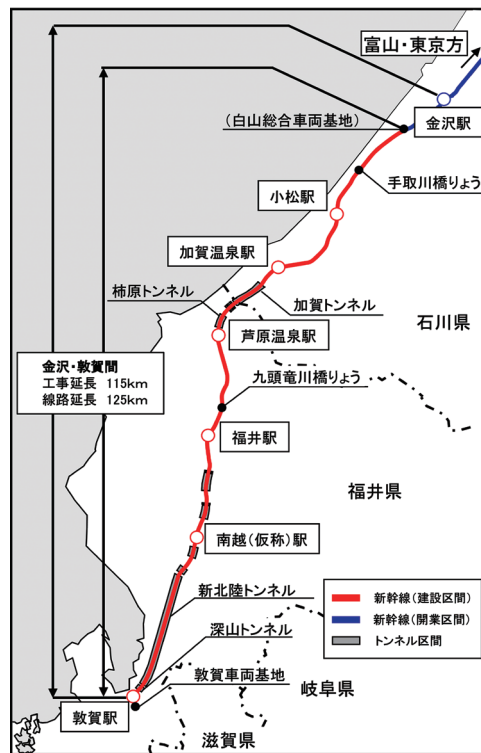 富山・東京方
金沢駅
(白山総合車両基地)
手取川橋りょう
小松駅
加賀温泉駅
柿原トンネル
加賀トンネル
芦原温泉駅
石川県
金沢・敦賀間
工事延長 115km
線路延長 125km
九頭竜川橋りょう
福井駅
福井県
南越(仮称)駅
新北陸トンネル
新幹線(建設区間)
新幹線(開業区間)
トンネル区間
深山トンネル
敦賀車両基地
岐阜県
敦賀駅
滋賀県